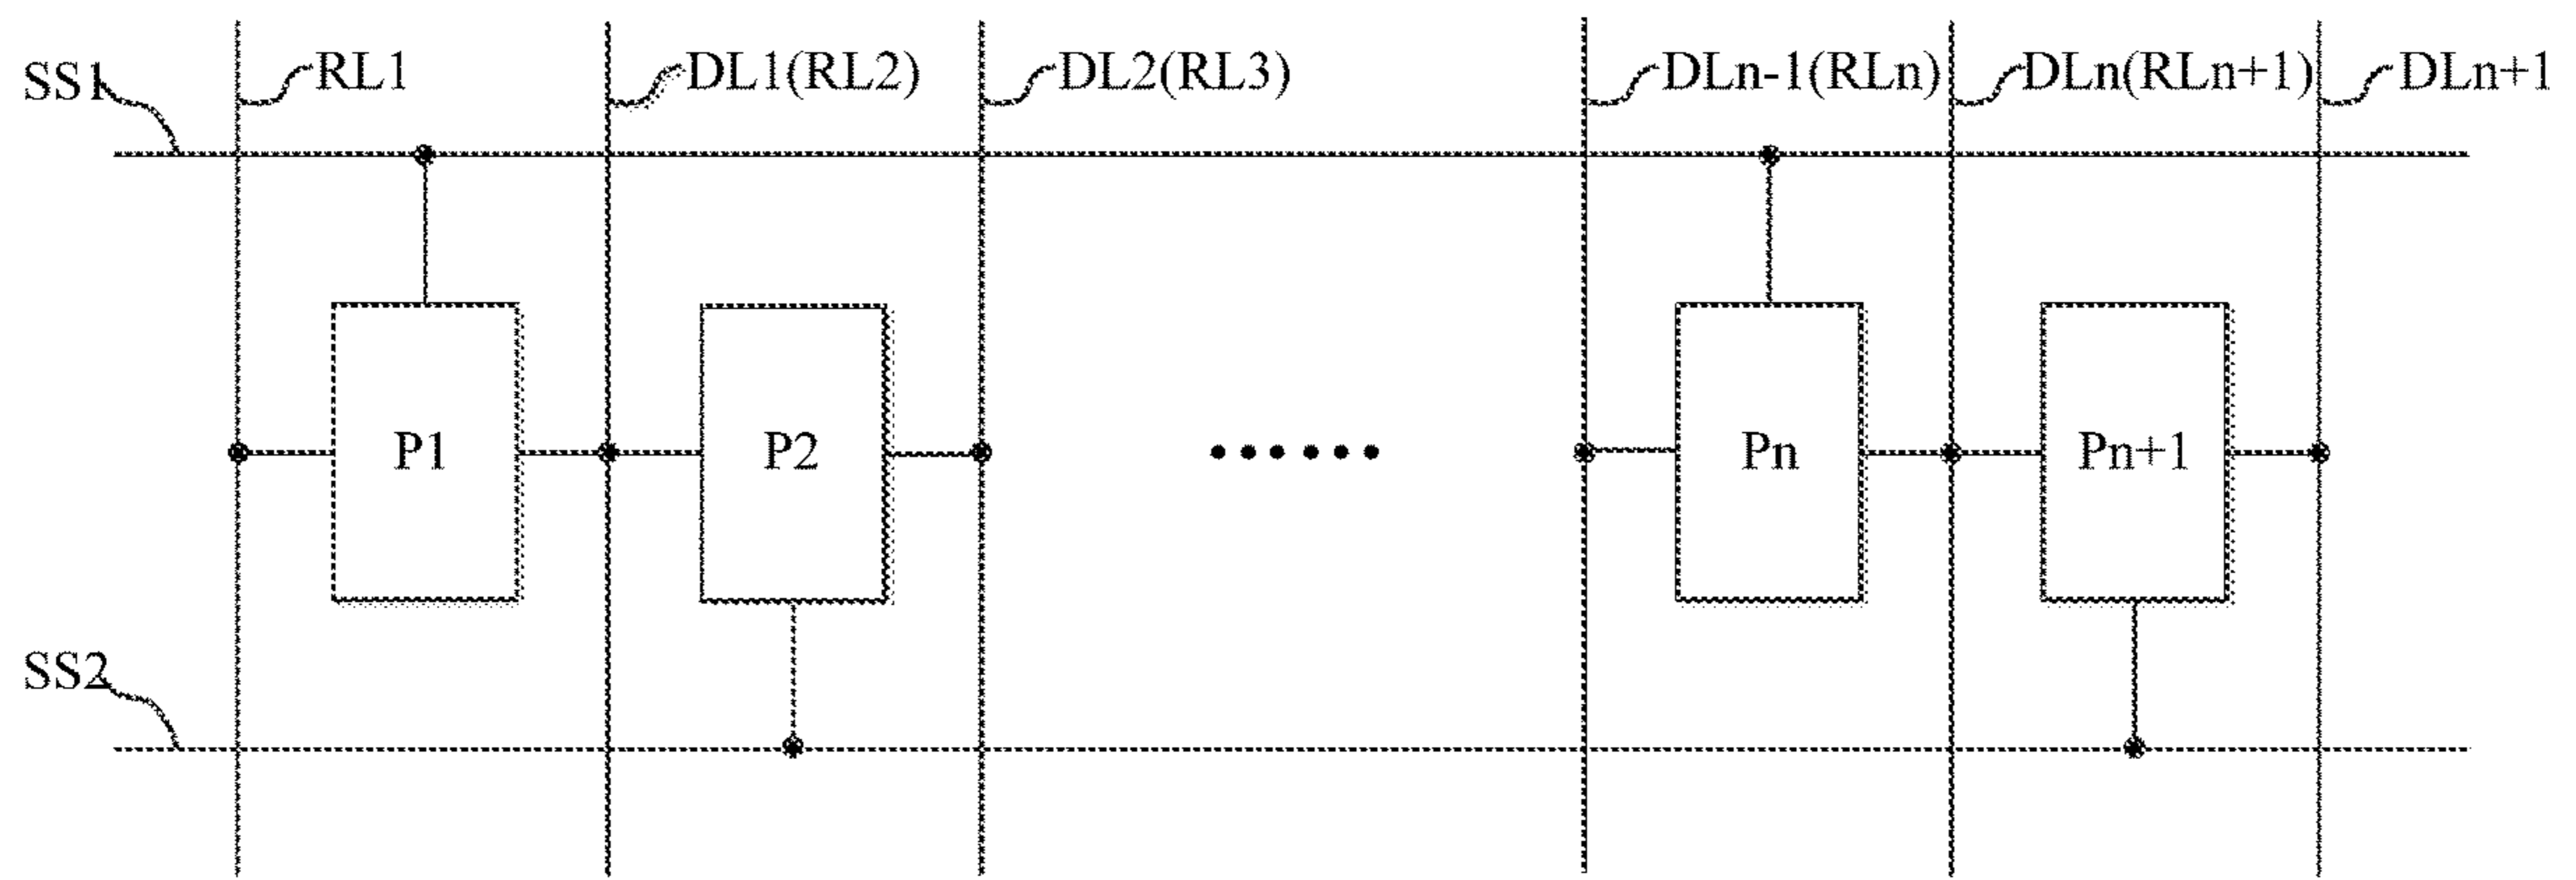 SS1 RL1 DL1(RL2) DL2(RL3) DLn-1(RLn) DLn(RLn+1) DLn+1
P1 P2 ...... Pn Pn+1
SS2